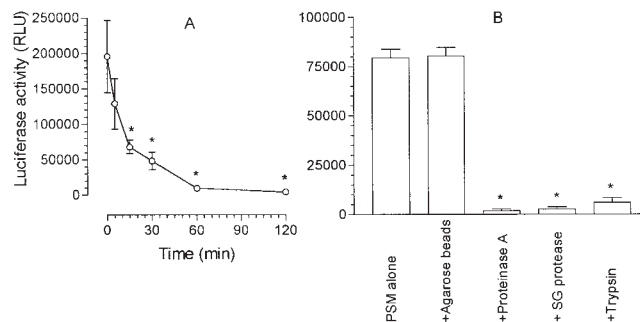 A
Luciferase activity (RLU)
250000
200000
150000
100000
50000
0
*
*
*
*
0 30 60 90 120
Time (min)
B
100000
75000
50000
25000
0
*
*
*
PSM alone
+Agarose beads
+Proteinase A
+ SG protease
+Trypsin